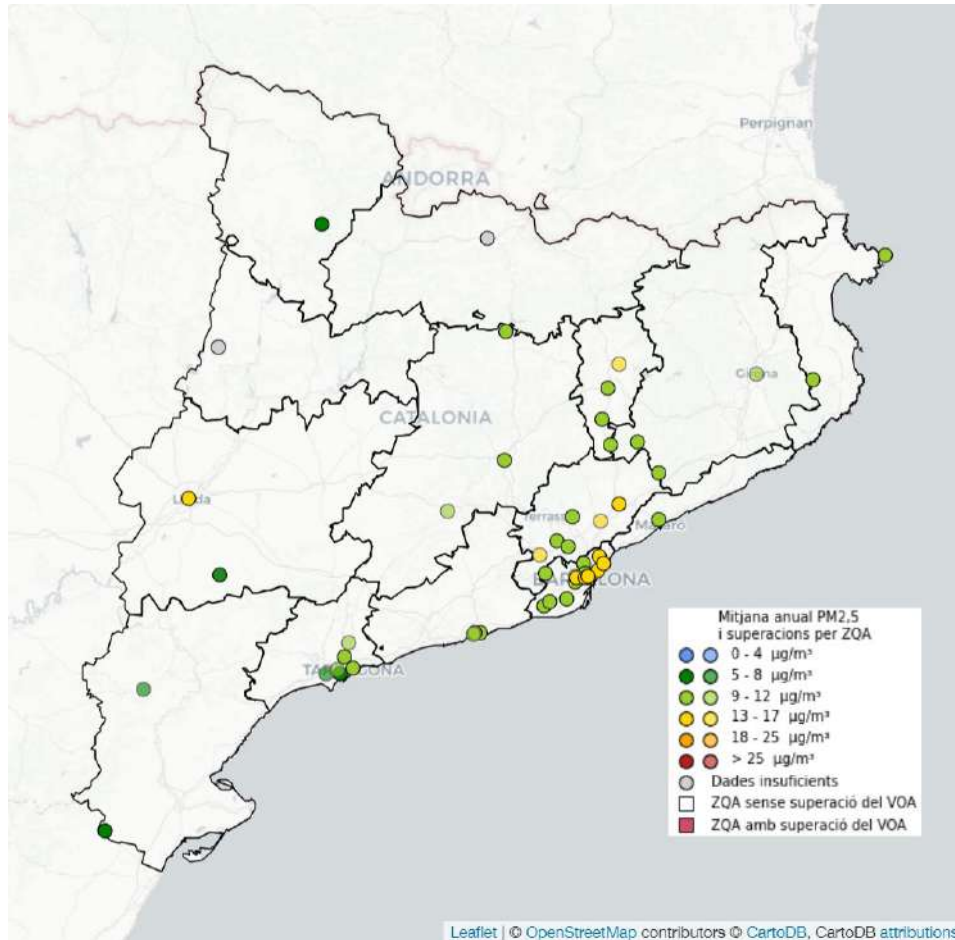 Perpignan
ANDORRA
Girona
CATALONIA
Lleida
Terrassa
Mataró
BARCELONA
TARRAGONA
Mitjana anual PM2,5
i superacions per ZQA
0 - 4 µg/m³
5 - 8 µg/m³
9 - 12 µg/m³
13 - 17 µg/m³
18 - 25 µg/m³
> 25 µg/m³
Dades insuficients
ZQA sense superació del VOA
ZQA amb superació del VOA
Leaflet | © OpenStreetMap contributors © CartoDB, CartoDB attributions